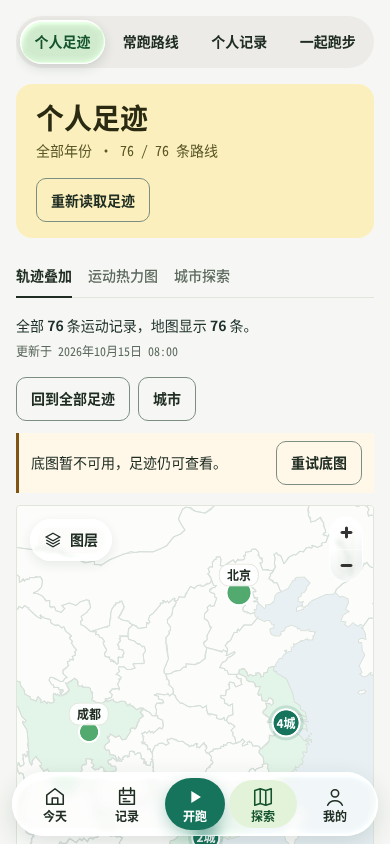 个人足迹 常跑路线 个人记录 一起跑步
个人足迹
全部年份 · 76 / 76 条路线
重新读取足迹
轨迹叠加 运动热力图 城市探索
全部 76 条运动记录，地图显示 76 条。
更新于 2026年10月15日 08:00
回到全部足迹 城市
底图暂不可用，足迹仍可查看。 重试底图
图层 +
−
北京
成都
4城
2城
今天 记录 开跑 探索 我的